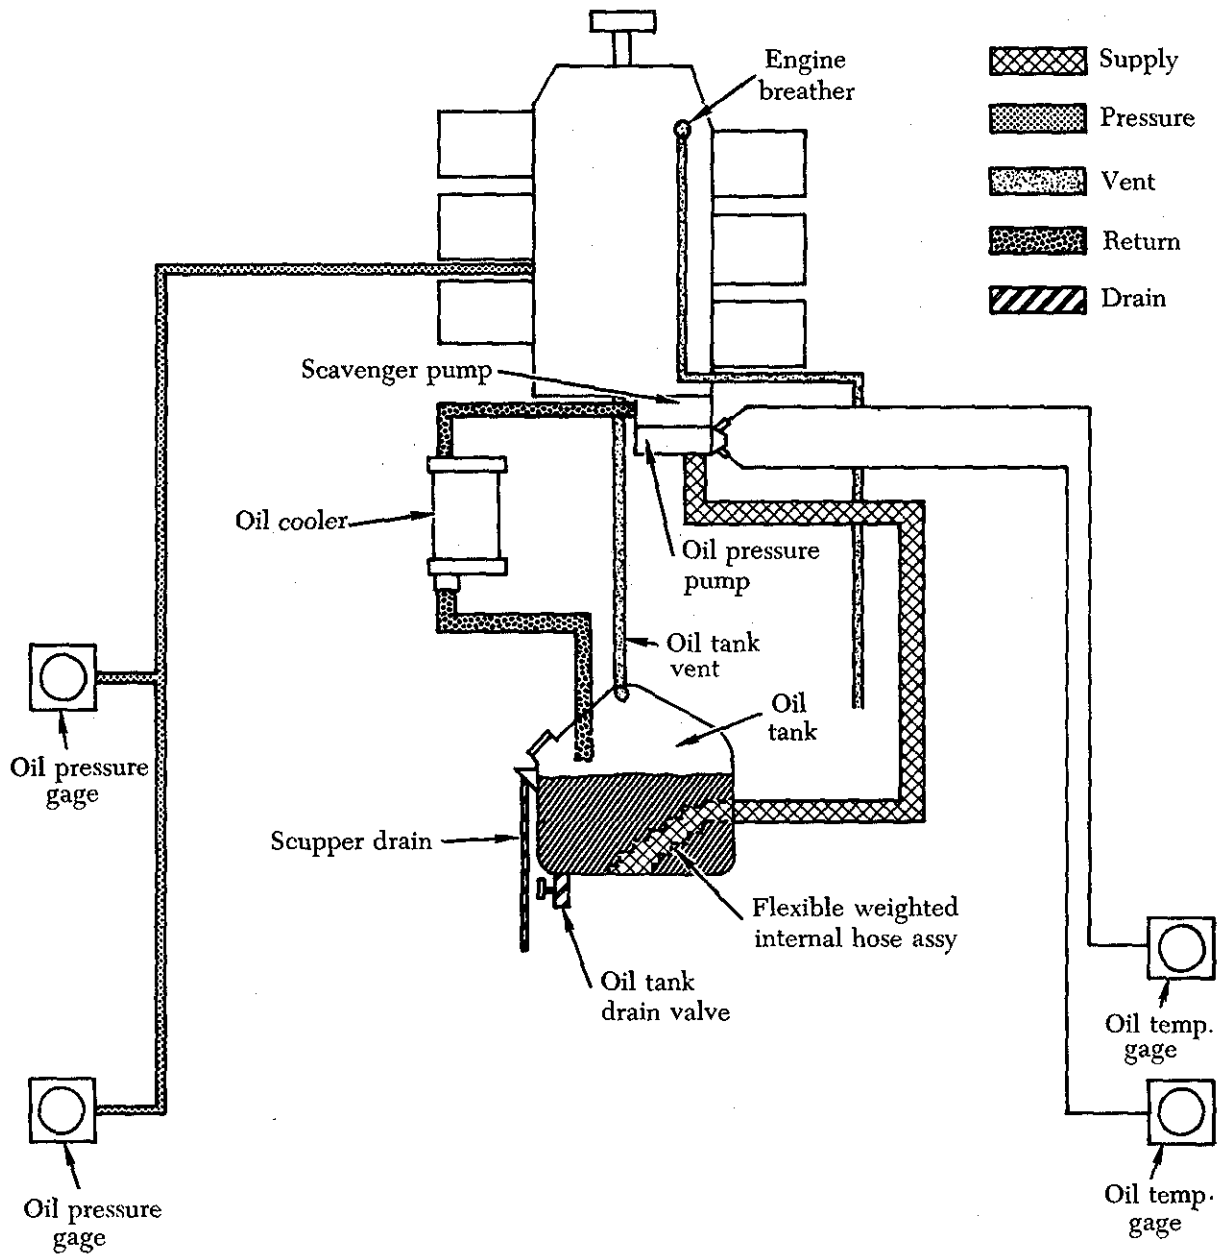 Engine
breather
Supply
Pressure
Vent
Return
Drain
Scavenger pump
Oil cooler
Oil pressure
pump
Oil tank
vent
Oil
tank
Oil pressure
gage
Scupper drain
Flexible weighted
internal hose assy
Oil tank
drain valve
Oil temp.
gage
Oil pressure
gage
Oil temp.
gage